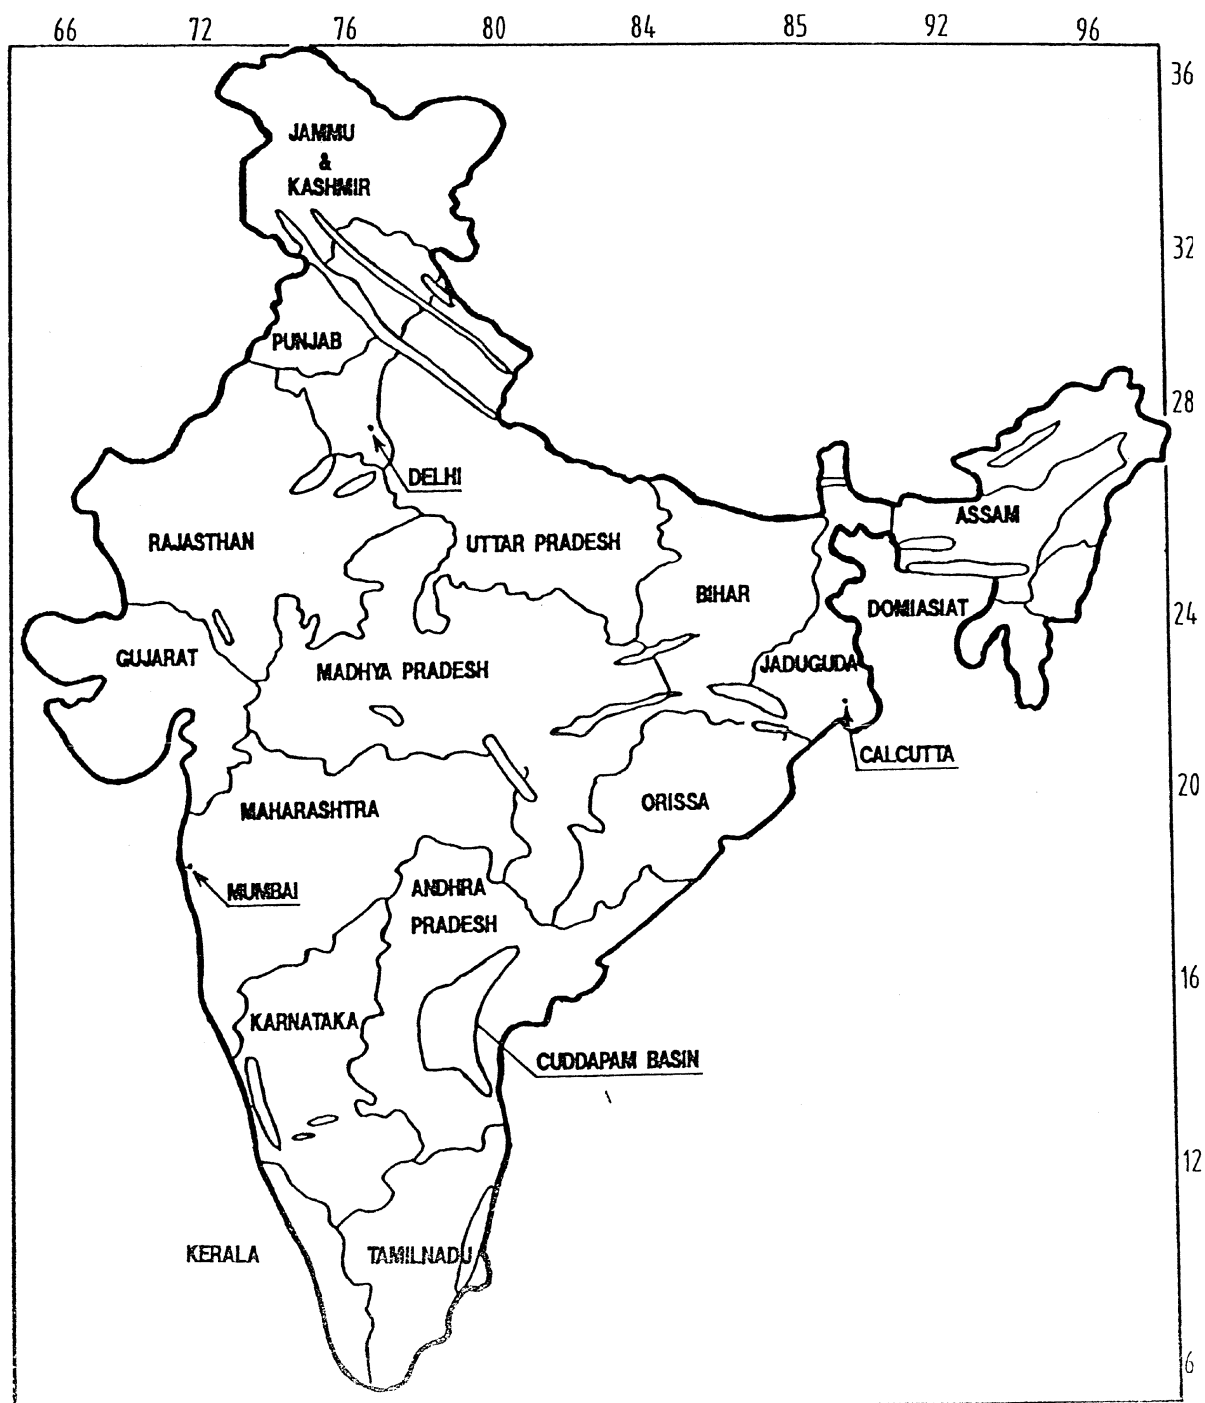 66 72 76 80 84 85 92 96
36
JAMMU
&
KASHMIR
32
PUNJAB
28
DELHI
ASSAM
RAJASTHAN
UTTAR PRADESH
BIHAR
DOMIASIAT
24
GUJARAT
MADHYA PRADESH
JADUGUDA
CALCUTTA
20
MAHARASHTRA
ORISSA
MUMBAI
ANDHRA
PRADESH
16
KARNATAKA
CUDDAPAM BASIN
12
KERALA
TAMILNADU
6